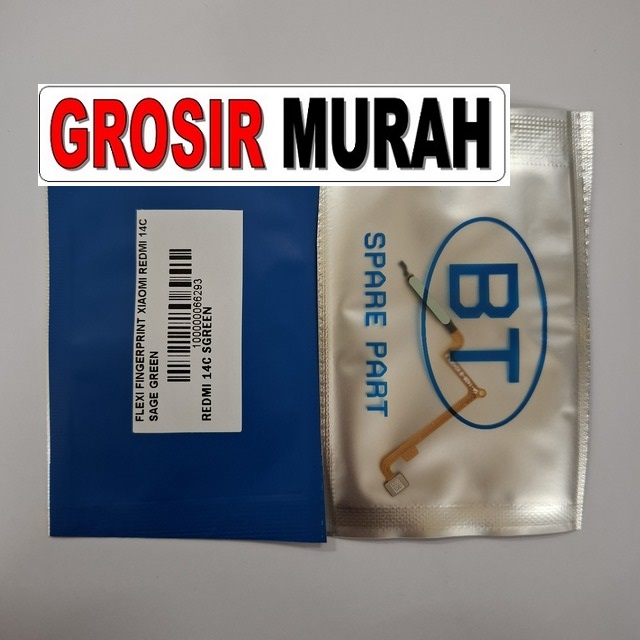 GROSIR MURAH
FLEXI FINGERPRINT XIAOMI REDMI 14C
SAGE GREEN
100000066293
REDMI 14C SGREEN
BT
SPARE PART